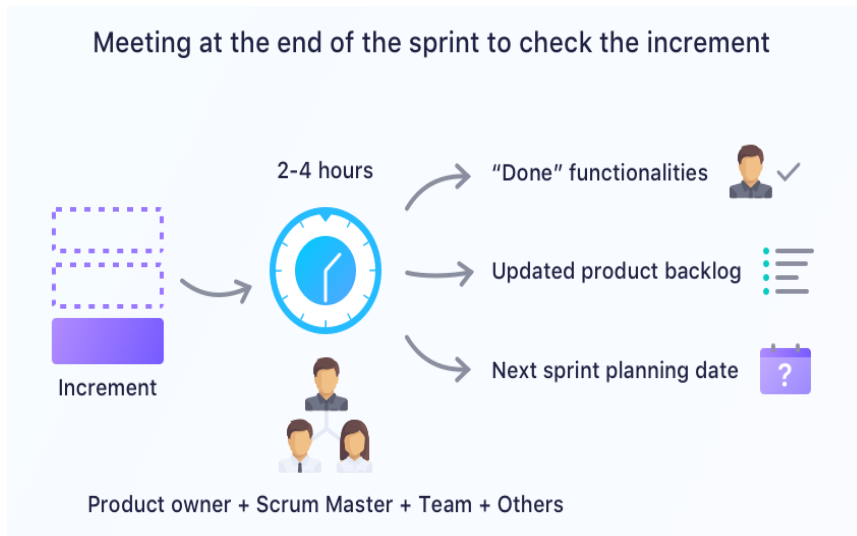 Meeting at the end of the sprint to check the increment
2-4 hours
Increment
“Done” functionalities
Updated product backlog
Next sprint planning date
?
Product owner + Scrum Master + Team + Others